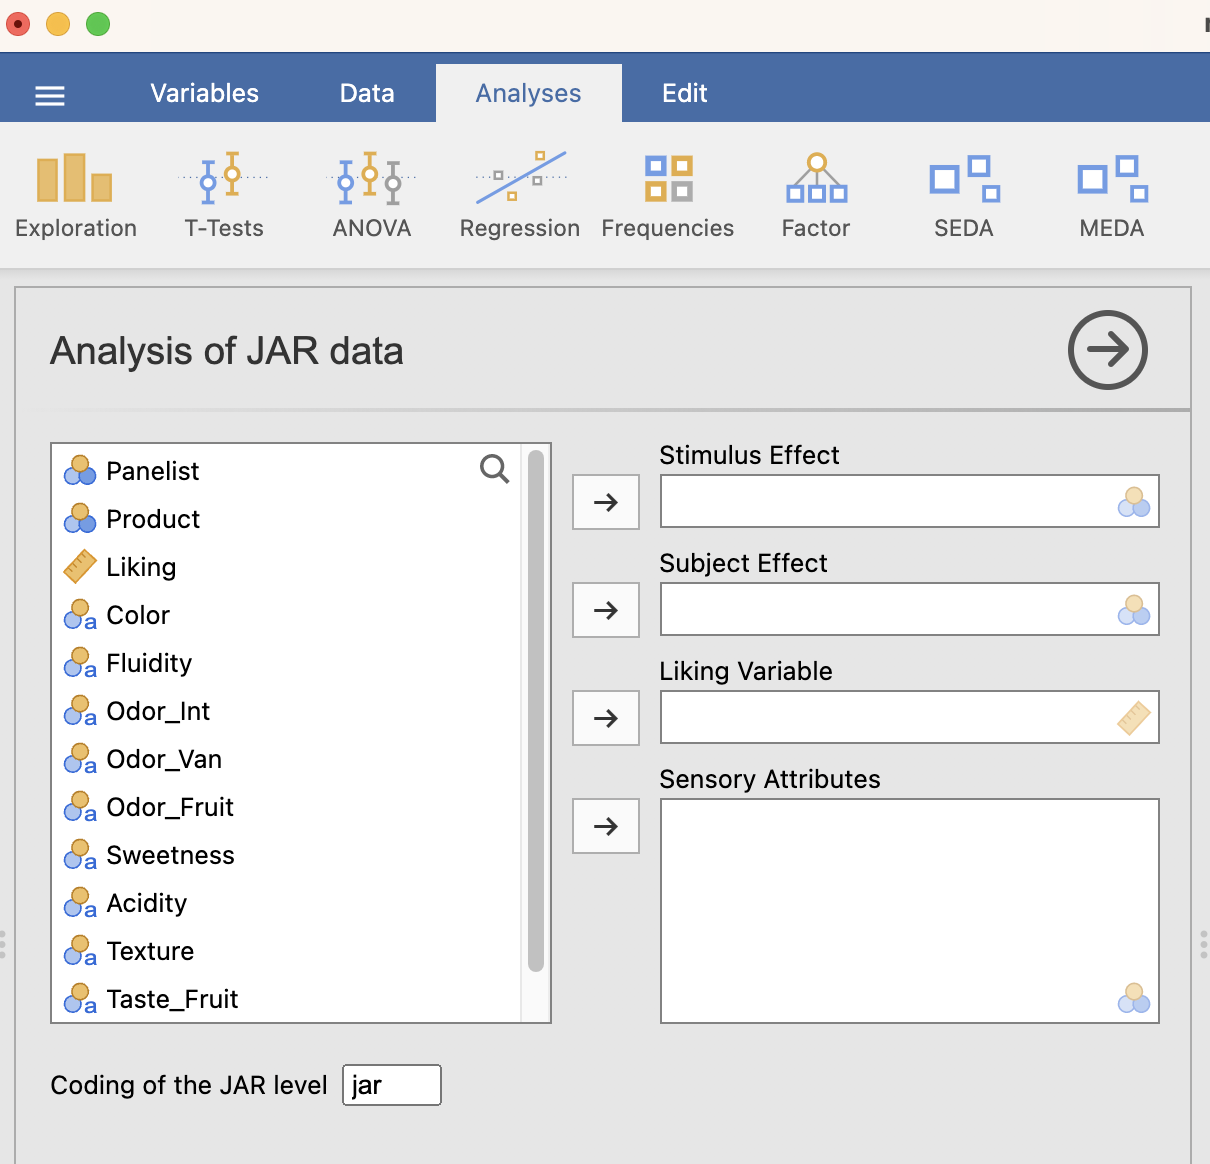 Variables Data Analyses Edit
Exploration T-Tests ANOVA Regression Frequencies Factor SEDA MEDA
Analysis of JAR data
Panelist
Product
Liking
Color
Fluidity
Odor_Int
Odor_Van
Odor_Fruit
Sweetness
Acidity
Texture
Taste_Fruit
Stimulus Effect
Subject Effect
Liking Variable
Sensory Attributes
Coding of the JAR level jar